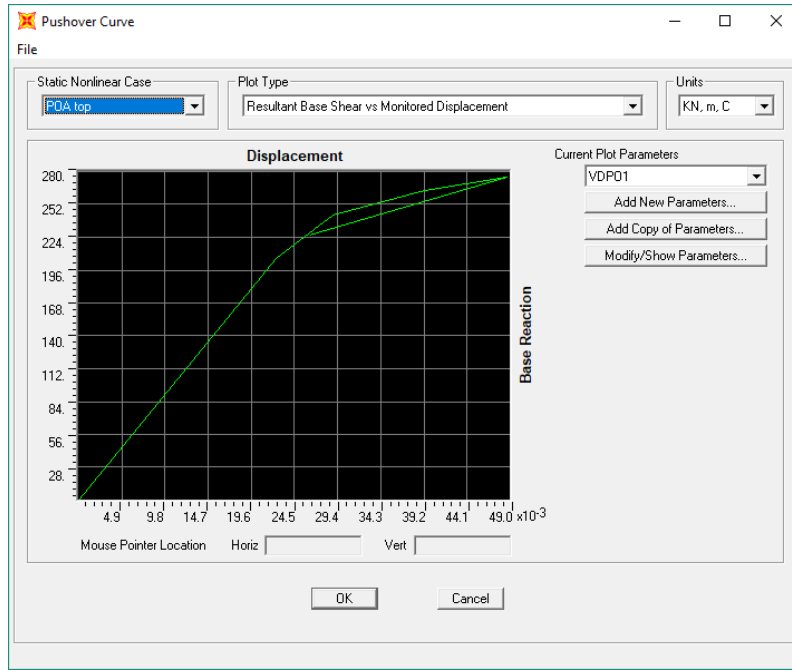 Pushover Curve
File
Static Nonlinear Case
POA top
Plot Type
Resultant Base Shear vs Monitored Displacement
Units
KN, m, C
Displacement
280.
252.
224.
196.
168.
140.
112.
84.
56.
28.
4.9 9.8 14.7 19.6 24.5 29.4 34.3 39.2 44.1 49.0 x10-3
Base Reaction
Current Plot Parameters
VDPO1
Add New Parameters...
Add Copy of Parameters...
Modify/Show Parameters...
Mouse Pointer Location Horiz Vert
OK Cancel